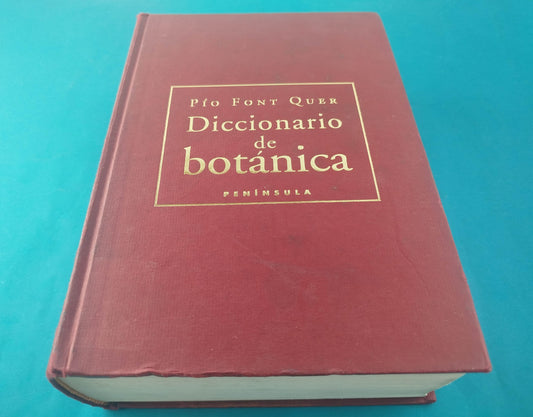 Pío Font Quer
Diccionario
de
botánica
PENÍNSULA